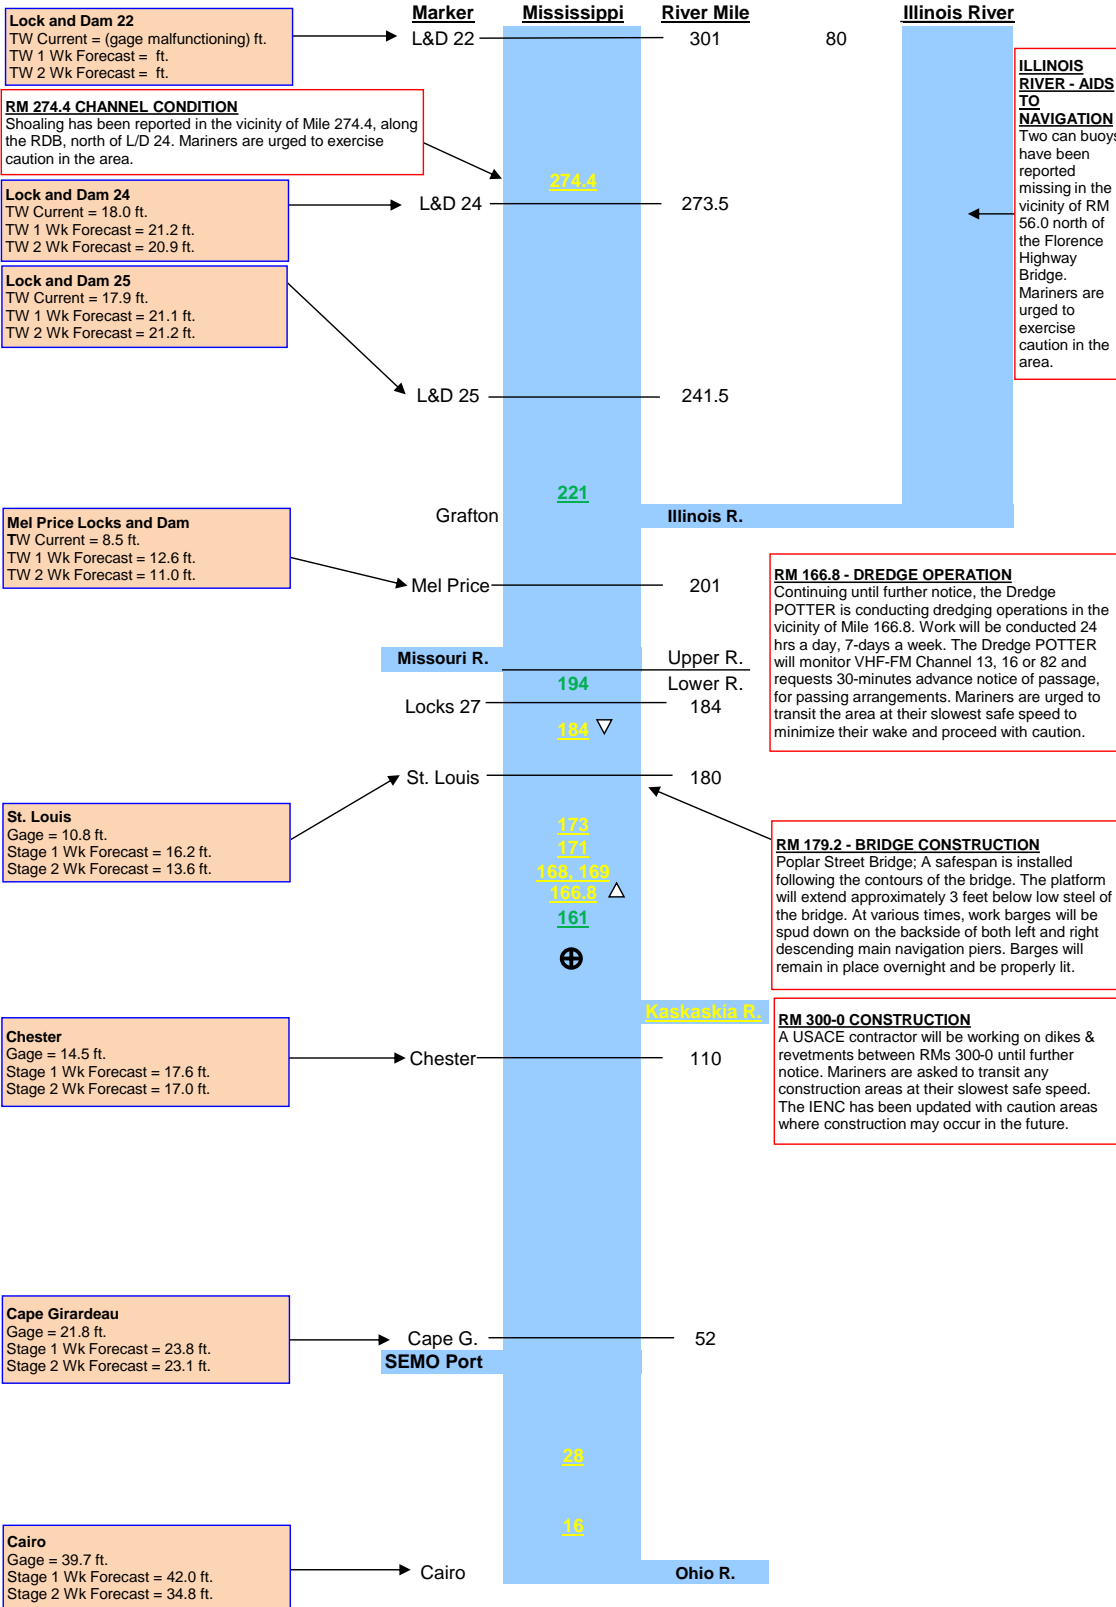 Marker Mississippi River Mile Illinois River
Lock and Dam 22
TW Current = (gage malfunctioning) ft.
TW 1 Wk Forecast =  ft.
TW 2 Wk Forecast =  ft.
L&D 22 301 80
ILLINOIS
RIVER - AIDS
TO
NAVIGATION
Two can buoys
have been
reported
missing in the
vicinity of RM
56.0 north of
the Florence
Highway
Bridge.
Mariners are
urged to
exercise
caution in the
area.
RM 274.4 CHANNEL CONDITION
Shoaling has been reported in the vicinity of Mile 274.4, along
the RDB, north of L/D 24. Mariners are urged to exercise
caution in the area.
274.4
Lock and Dam 24
TW Current = 18.0 ft.
TW 1 Wk Forecast = 21.2 ft.
TW 2 Wk Forecast = 20.9 ft.
L&D 24 273.5
Lock and Dam 25
TW Current = 17.9 ft.
TW 1 Wk Forecast = 21.1 ft.
TW 2 Wk Forecast = 21.2 ft.
L&D 25 241.5
221
Grafton Illinois R.
Mel Price Locks and Dam
TW Current = 8.5 ft.
TW 1 Wk Forecast = 12.6 ft.
TW 2 Wk Forecast = 11.0 ft.
Mel Price 201
RM 166.8 - DREDGE OPERATION
Continuing until further notice, the Dredge
POTTER is conducting dredging operations in the
vicinity of Mile 166.8. Work will be conducted 24
hrs a day, 7-days a week. The Dredge POTTER
will monitor VHF-FM Channel 13, 16 or 82 and
requests 30-minutes advance notice of passage,
for passing arrangements. Mariners are urged to
transit the area at their slowest safe speed to
minimize their wake and proceed with caution.
Missouri R. Upper R.
194 Lower R.
Locks 27 184
184
St. Louis 180
St. Louis
Gage = 10.8 ft.
Stage 1 Wk Forecast = 16.2 ft.
Stage 2 Wk Forecast = 13.6 ft.
173
171
168, 169
166.8
161
RM 179.2 - BRIDGE CONSTRUCTION
Poplar Street Bridge; A safespan is installed
following the contours of the bridge. The platform
will extend approximately 3 feet below low steel of
the bridge. At various times, work barges will be
spud down on the backside of both left and right
descending main navigation piers. Barges will
remain in place overnight and be properly lit.
Kaskaskia R.
RM 300-0 CONSTRUCTION
A USACE contractor will be working on dikes &
revetments between RMs 300-0 until further
notice. Mariners are asked to transit any
construction areas at their slowest safe speed.
The IENC has been updated with caution areas
where construction may occur in the future.
Chester
Gage = 14.5 ft.
Stage 1 Wk Forecast = 17.6 ft.
Stage 2 Wk Forecast = 17.0 ft.
Chester 110
Cape Girardeau
Gage = 21.8 ft.
Stage 1 Wk Forecast = 23.8 ft.
Stage 2 Wk Forecast = 23.1 ft.
Cape G. 52
SEMO Port
28
16
Cairo
Gage = 39.7 ft.
Stage 1 Wk Forecast = 42.0 ft.
Stage 2 Wk Forecast = 34.8 ft.
Cairo Ohio R.